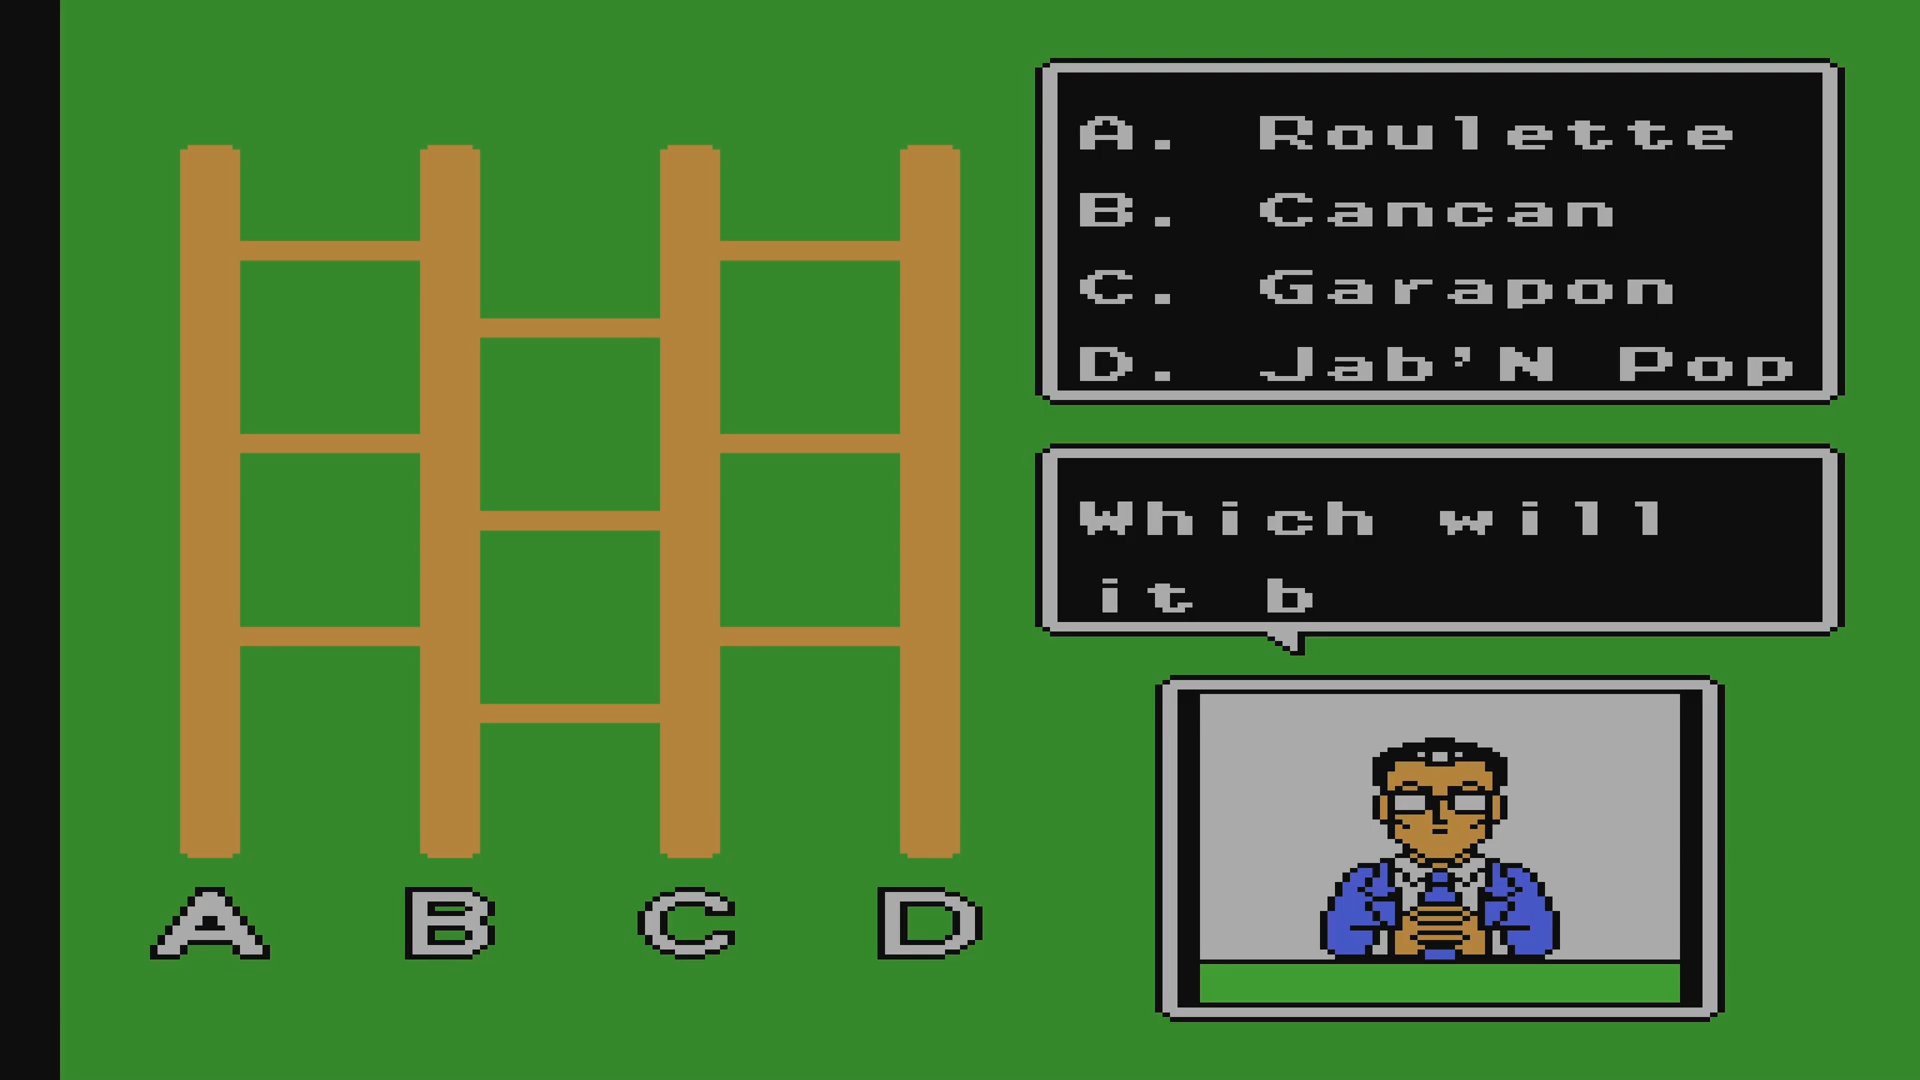 A. Roulette
B. Cancan
C. Garapon
D. Jab'N Pop
Which will
it b
A B C D